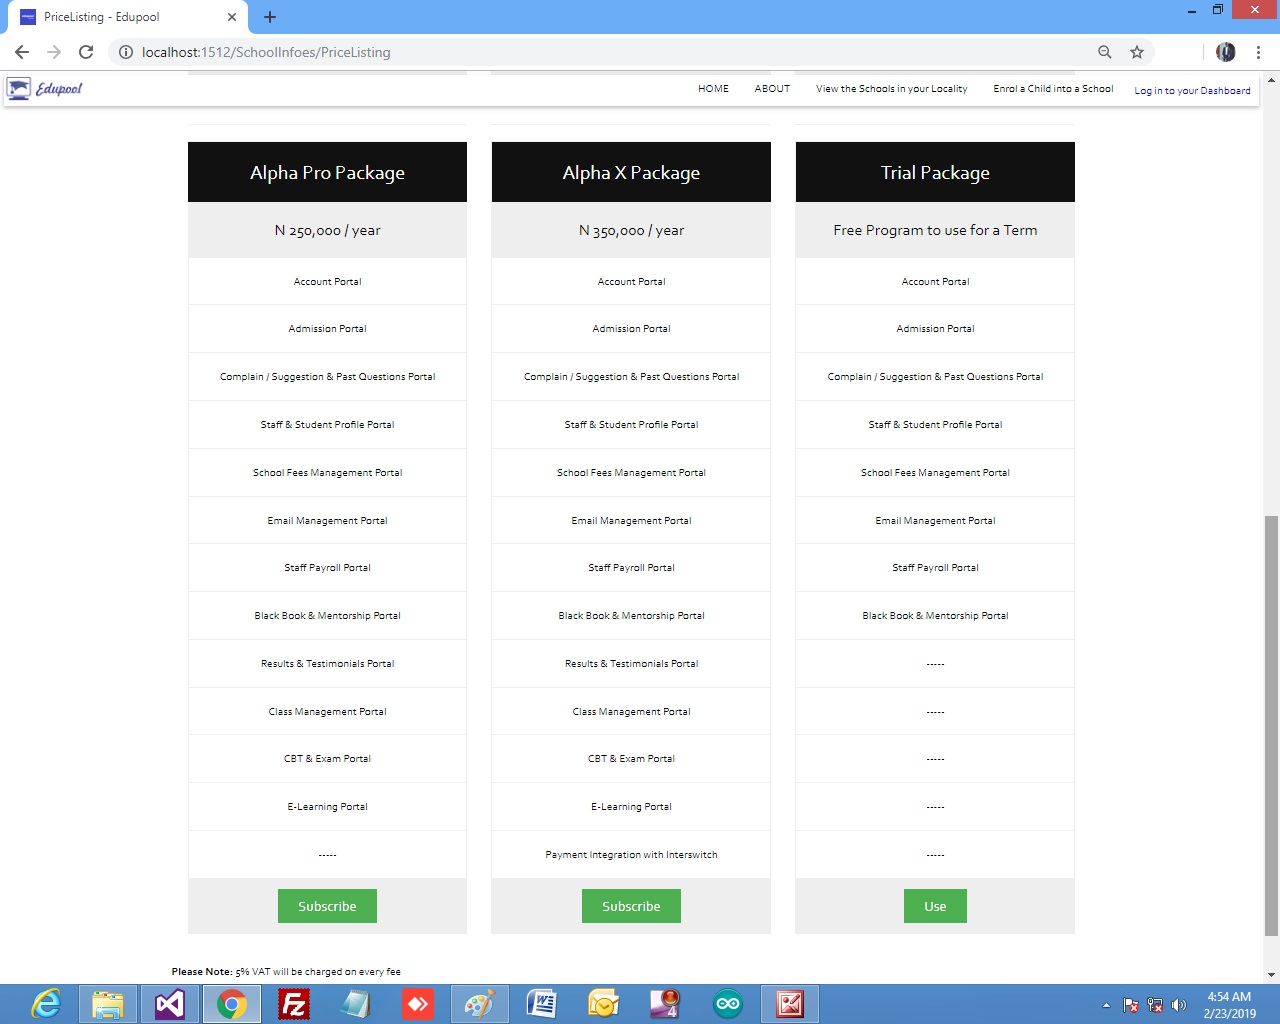 PriceListing - Edupool
localhost:1512/SchoolInfoes/PriceListing
Edupool
HOME
ABOUT
View the Schools in your Locality
Enrol a Child into a School
Log in to your Dashboard
Alpha Pro Package
N 250,000 / year
Account Portal
Admission Portal
Complain / Suggestion & Past Questions Portal
Staff & Student Profile Portal
School Fees Management Portal
Email Management Portal
Staff Payroll Portal
Black Book & Mentorship Portal
Results & Testimonials Portal
Class Management Portal
CBT & Exam Portal
E-Learning Portal
-----
Subscribe
Alpha X Package
N 350,000 / year
Account Portal
Admission Portal
Complain / Suggestion & Past Questions Portal
Staff & Student Profile Portal
School Fees Management Portal
Email Management Portal
Staff Payroll Portal
Black Book & Mentorship Portal
Results & Testimonials Portal
Class Management Portal
CBT & Exam Portal
E-Learning Portal
Payment Integration with Interswitch
Subscribe
Trial Package
Free Program to use for a Term
Account Portal
Admission Portal
Complain / Suggestion & Past Questions Portal
Staff & Student Profile Portal
School Fees Management Portal
Email Management Portal
Staff Payroll Portal
Black Book & Mentorship Portal
-----
-----
-----
-----
-----
Use
Please Note: 5% VAT will be charged on every fee
4:54 AM
2/23/2019